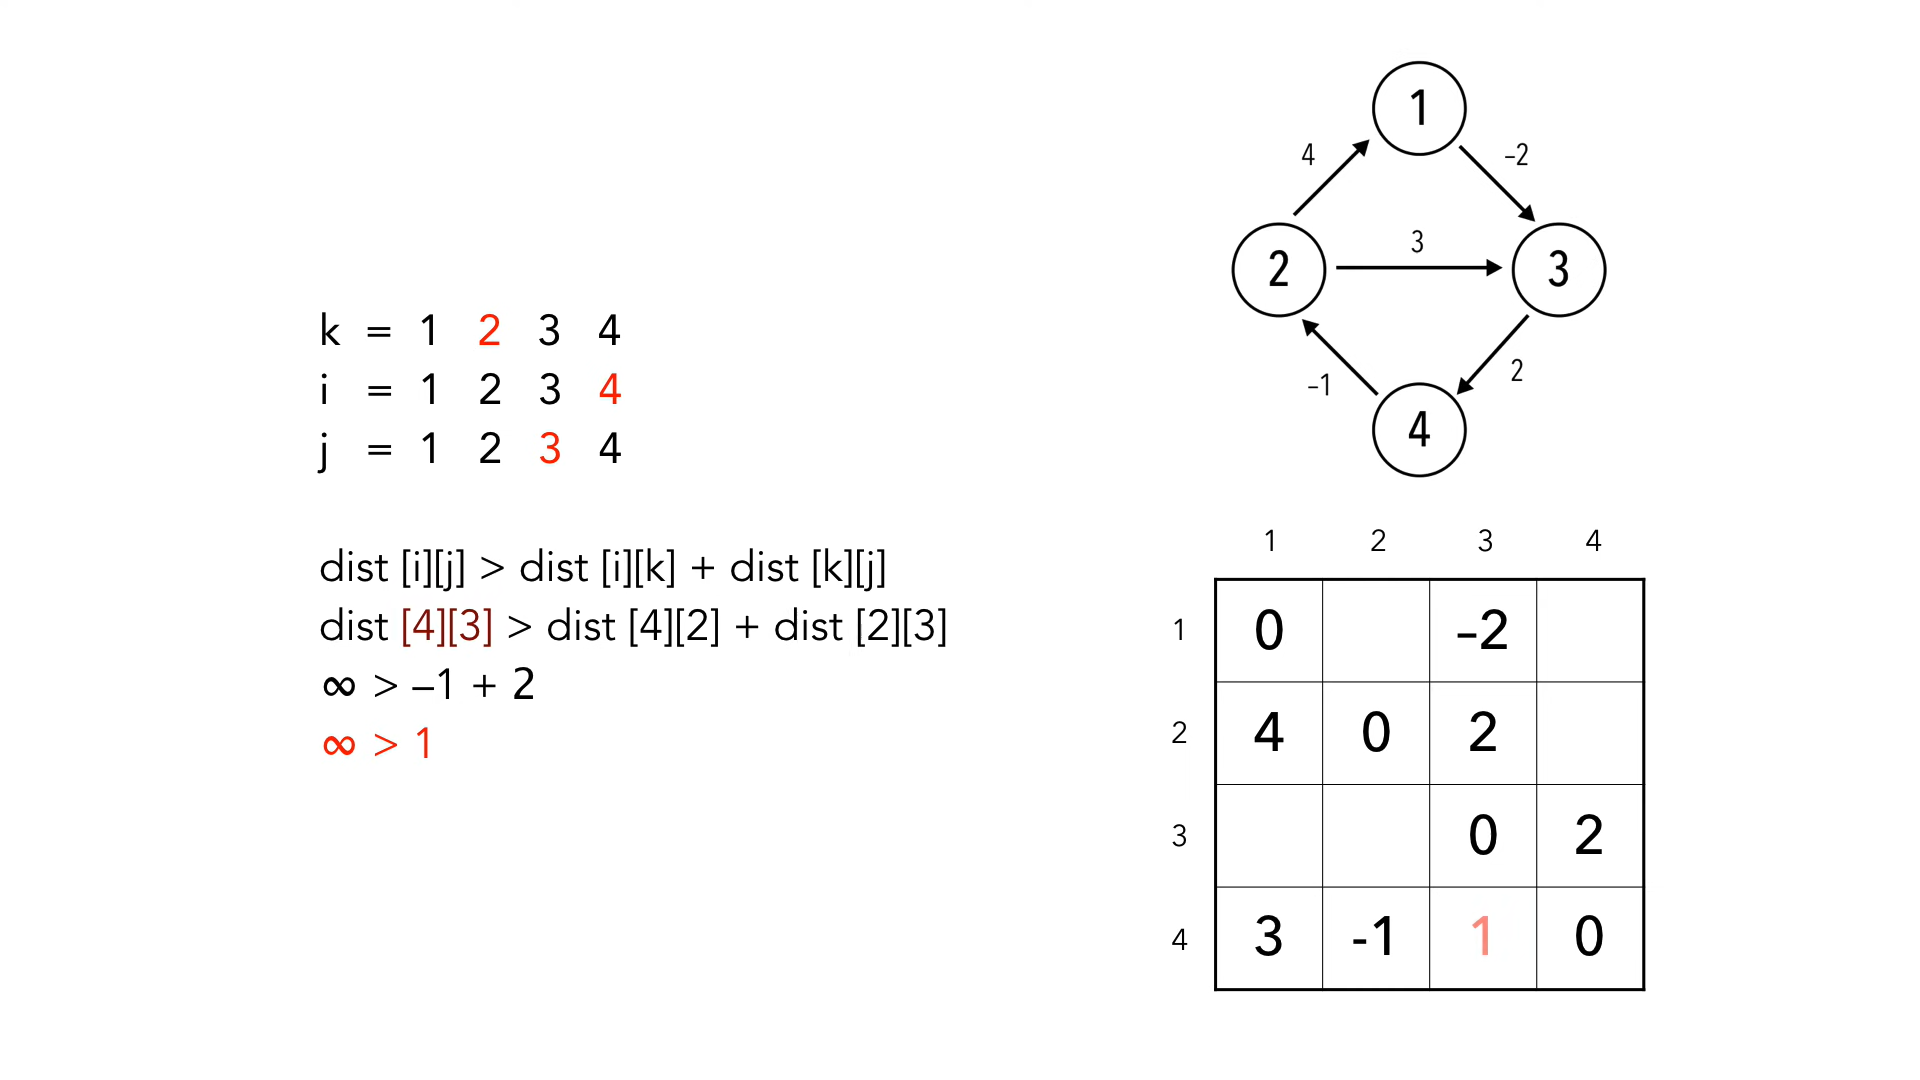 1
4
–2
3
2
3
–1
2
4
k = 1 2 3 4
i = 1 2 3 4
j = 1 2 3 4
dist [i][j] > dist [i][k] + dist [k][j]
dist [4][3] > dist [4][2] + dist [2][3]
∞ > –1 + 2
∞ > 1
1 2 3 4
1 0 -2
2 4 0 2
3 0 2
4 3 -1 1 0